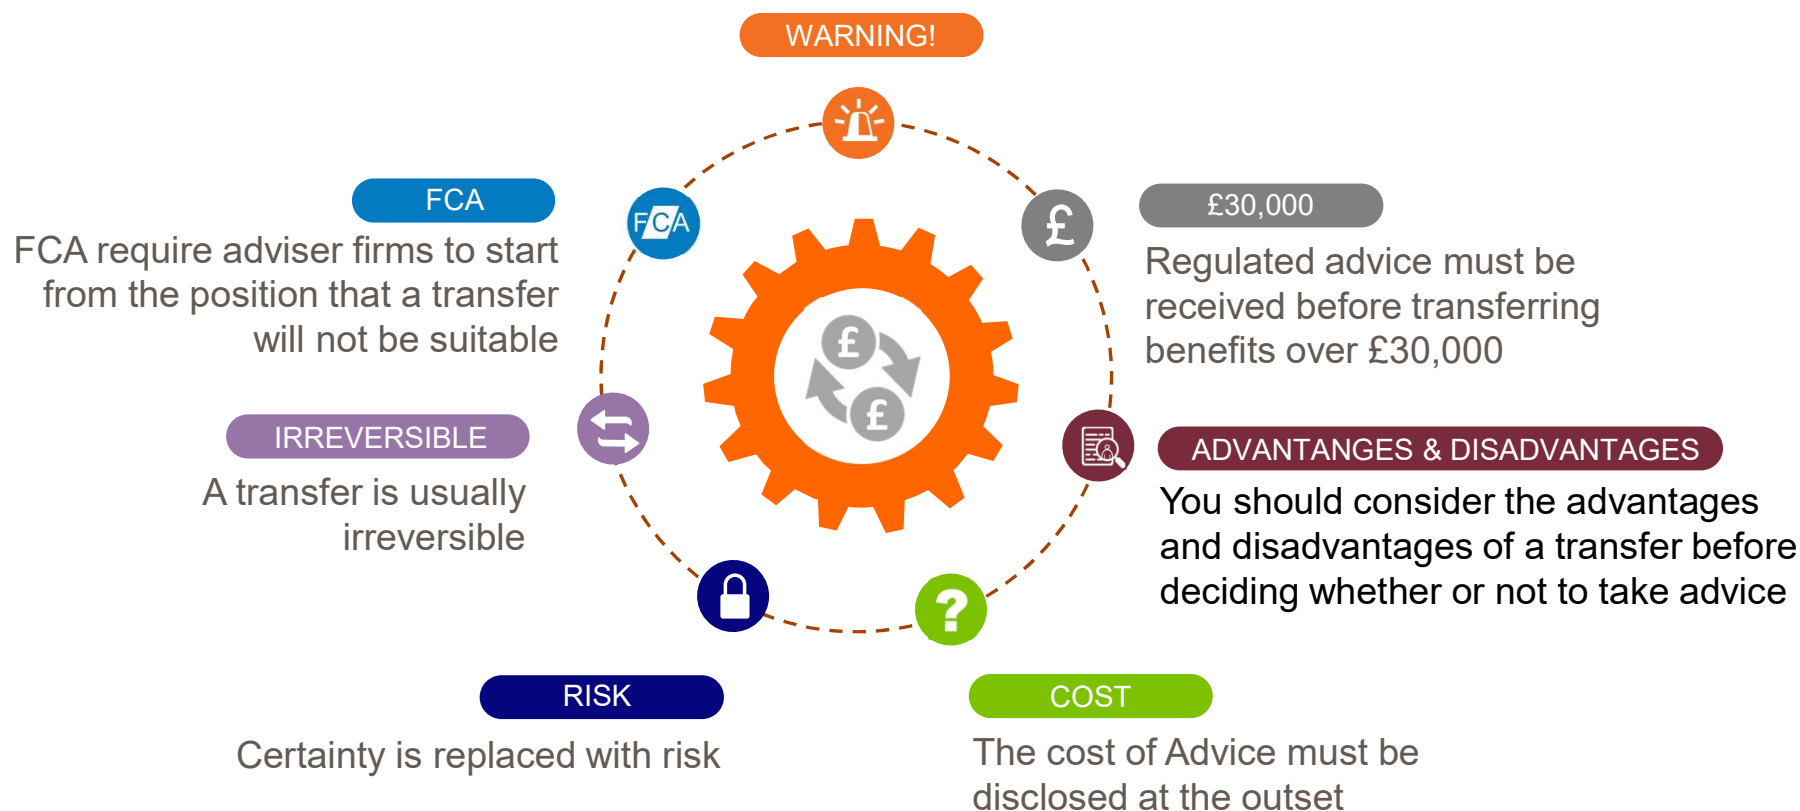 WARNING!
FCA
FCA
FCA require adviser firms to start
from the position that a transfer
will not be suitable
£
£30,000
Regulated advice must be
received before transferring
benefits over £30,000
£
£
IRREVERSIBLE
A transfer is usually
irreversible
ADVANTANGES & DISADVANTAGES
You should consider the advantages
and disadvantages of a transfer before
deciding whether or not to take advice
?
RISK
Certainty is replaced with risk
COST
The cost of Advice must be
disclosed at the outset